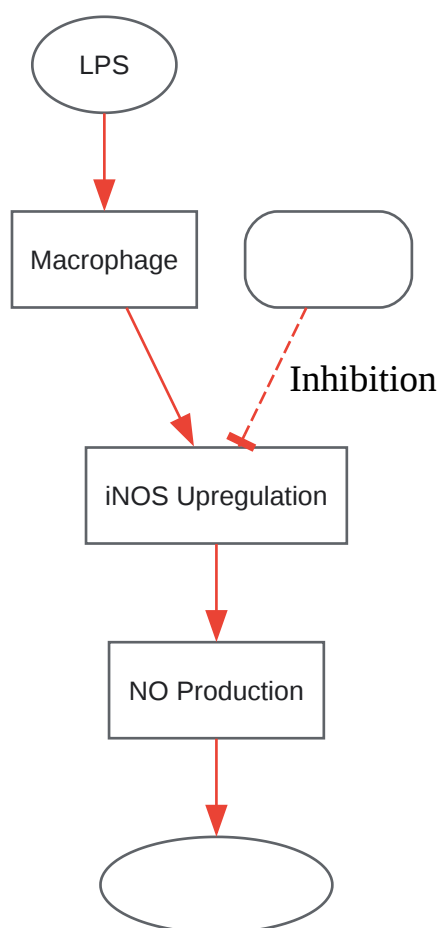 LPS
Macrophage
Inhibition
iNOS Upregulation
NO Production